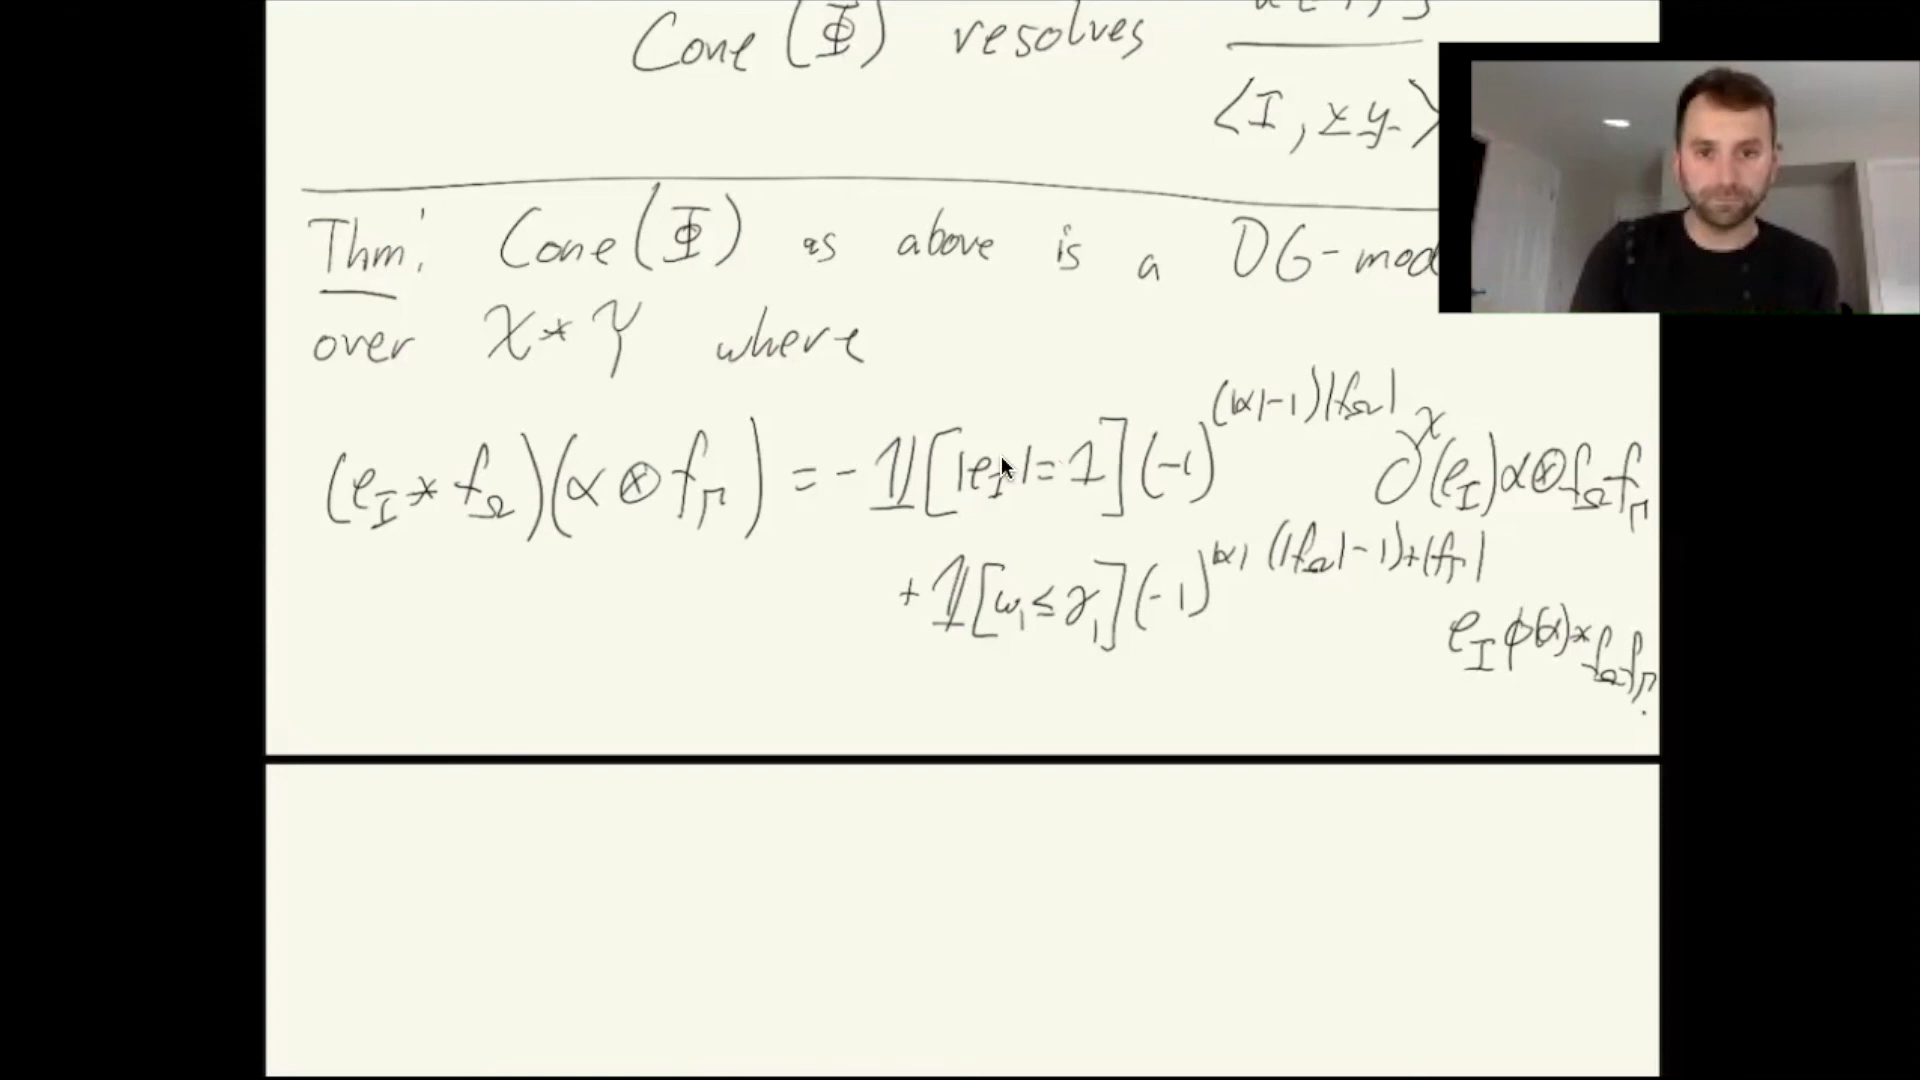 Cone (Φ) resolves
⟨I, x y⟩
Thm: Cone(Φ) as above is a DG-mod
over X * Y where
(e_I * f_Ω)(α ⊗ f_Γ) = - 𝟙[|e_I| = 1] (-1)^{(|α|-1)|f_Ω|} ∂^X(e_I) α ⊗ f_Ω f_Γ
+ 𝟙[ω_1 ≤ γ_1] (-1)^{|α| (|f_Ω| - 1) + |f_Γ|} e_I φ(α) * f_Ω f_Γ.